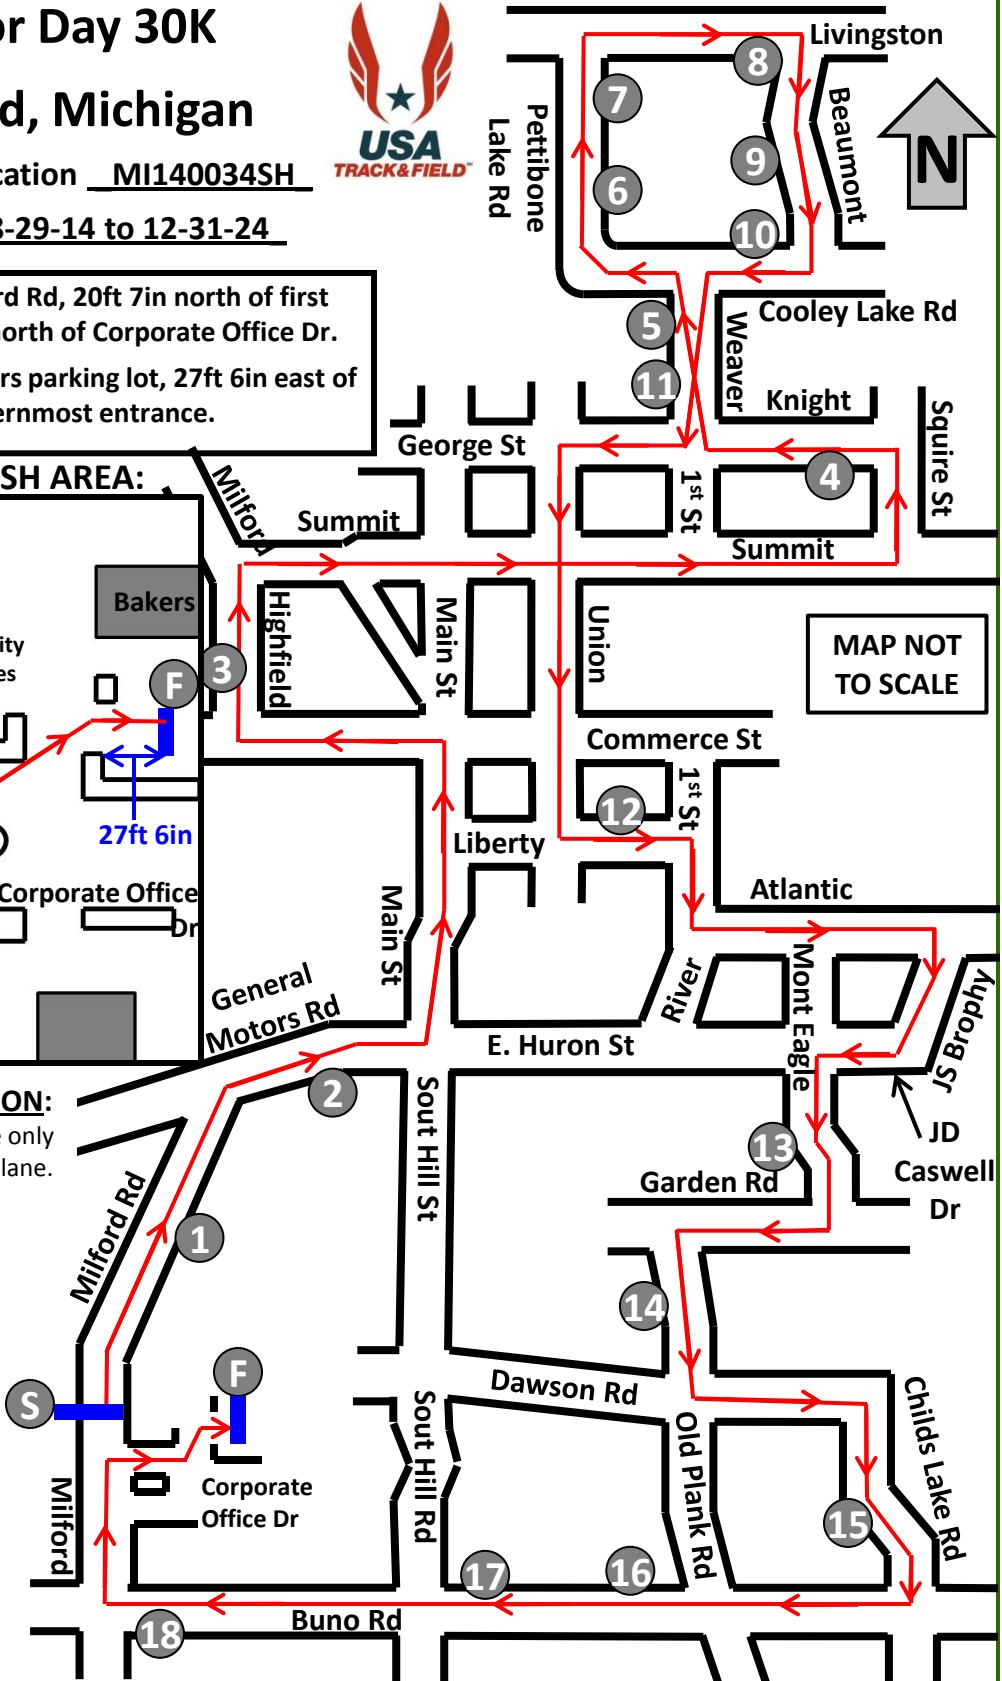 or Day 30K
d, Michigan
cation MI140034SH
3-29-14 to 12-31-24
USA
TRACK&FIELD
rd Rd, 20ft 7in north of first
north of Corporate Office Dr.
rs parking lot, 27ft 6in east of
ernmost entrance.
SH AREA:
Livingston
Beaumont
N
Pettibone
Lake Rd
7
8
6
9
10
5
11
Cooley Lake Rd
Weaver
Knight
Squire St
George St
4
1st St
Milford
Summit
Summit
Bakers
ity
es
F
3
Highfield
Main St
Union
MAP NOT
TO SCALE
Commerce St
1st St
12
27ft 6in
Liberty
Corporate Office
Dr
Main St
Atlantic
General
Motors Rd
River
Mont Eagle
JS Brophy
E. Huron St
ON:
e only
lane.
2
Sout Hill St
13
JD
Caswell
Dr
Garden Rd
Milford Rd
1
14
S
F
Dawson Rd
Sout Hill Rd
Old Plank Rd
Childs Lake Rd
Corporate
Office Dr
Milford
15
16
17
Buno Rd
18